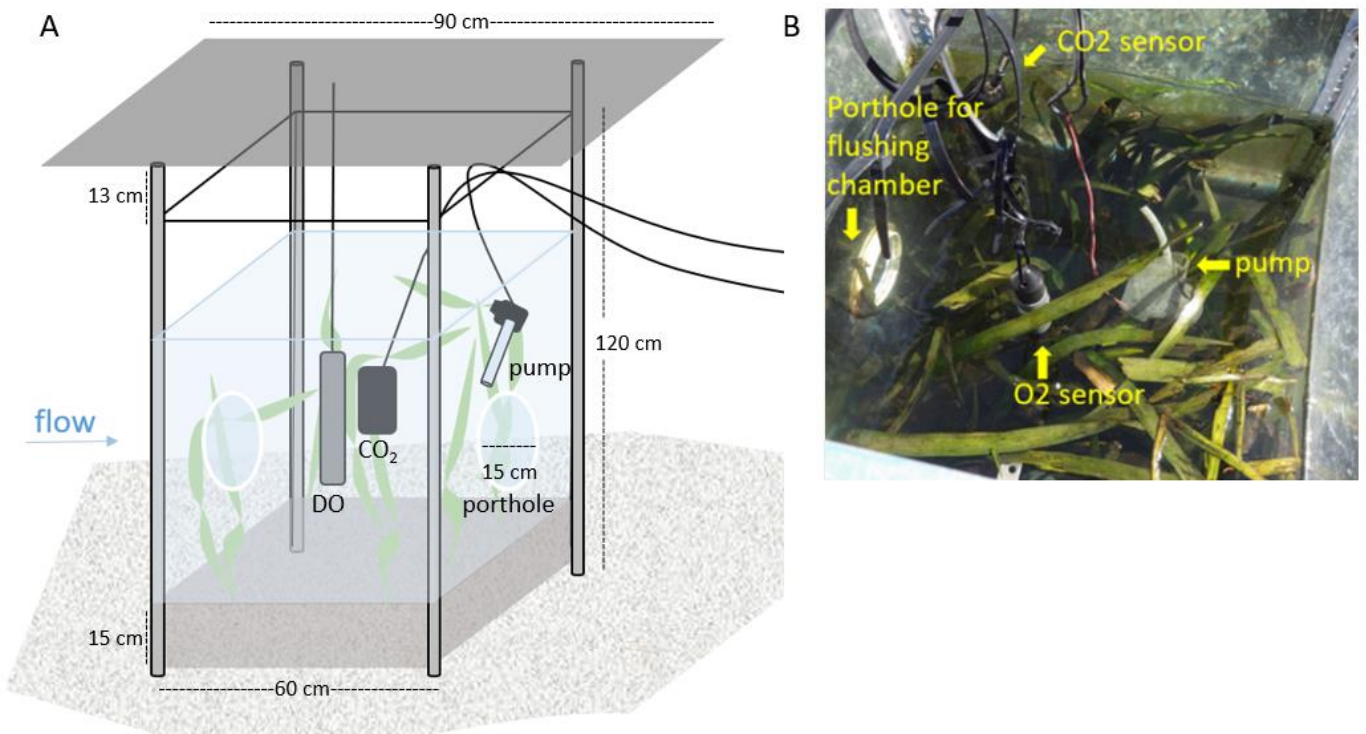 A
90 cm
13 cm
flow
DO
CO₂
pump
15 cm
porthole
120 cm
15 cm
60 cm
B
CO2 sensor
Porthole for
flushing
chamber
pump
O2 sensor